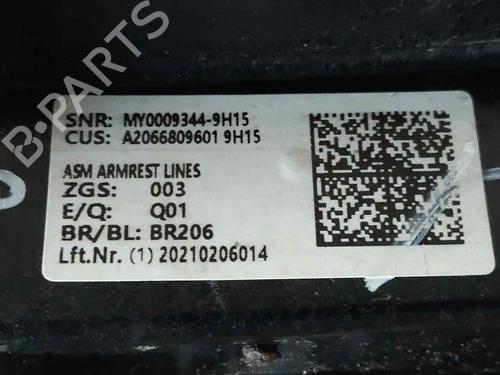 SNR: MY0009344-9H15
CUS: A2066809601 9H15
ASM ARMREST LINES
ZGS: 003
E/Q: Q01
BR/BL: BR206
Lft.Nr. (1) 20210206014